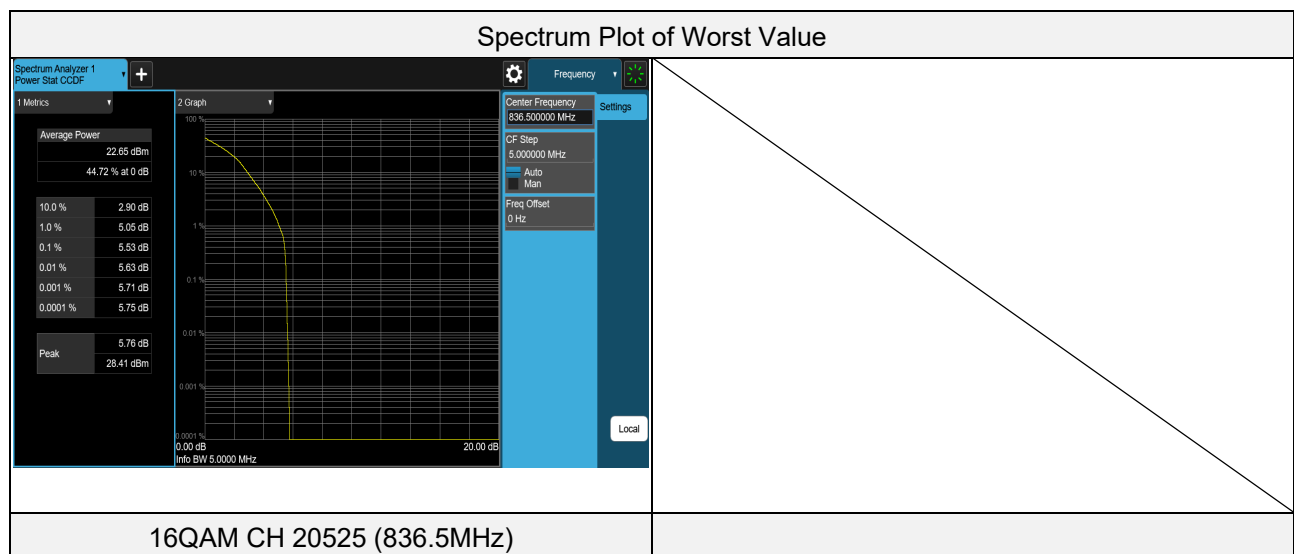 Spectrum Plot of Worst Value
Spectrum Analyzer 1
Power Stat CCDF
+
Frequency
1 Metrics
2 Graph
Average Power
22.65 dBm
44.72 % at 0 dB
10.0 % 2.90 dB
1.0 % 5.05 dB
0.1 % 5.53 dB
0.01 % 5.63 dB
0.001 % 5.71 dB
0.0001 % 5.75 dB
Peak 5.76 dB
28.41 dBm
100 %
10 %
1 %
0.1 %
0.01 %
0.001 %
0.0001 %
0.00 dB 20.00 dB
Info BW 5.0000 MHz
Center Frequency
836.500000 MHz
CF Step
5.000000 MHz
Auto
Man
Freq Offset
0 Hz
Settings
Local
16QAM CH 20525 (836.5MHz)